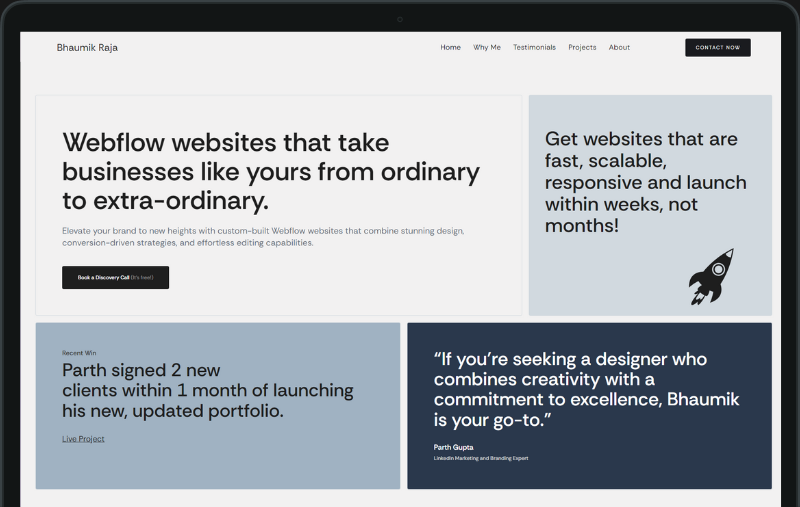 Bhaumik Raja
Home Why Me Testimonials Projects About
CONTACT NOW
Webflow websites that take
businesses like yours from ordinary
to extra-ordinary.
Elevate your brand to new heights with custom-built Webflow websites that combine stunning design,
conversion-driven strategies, and effortless editing capabilities.
Book a Discovery Call (It's free!)
Get websites that are
fast, scalable,
responsive and launch
within weeks, not
months!
Recent Win
Parth signed 2 new
clients within 1 month of launching
his new, updated portfolio.
Live Project
“If you’re seeking a designer who
combines creativity with a
commitment to excellence, Bhaumik
is your go-to.”
Parth Gupta
LinkedIn Marketing and Branding Expert